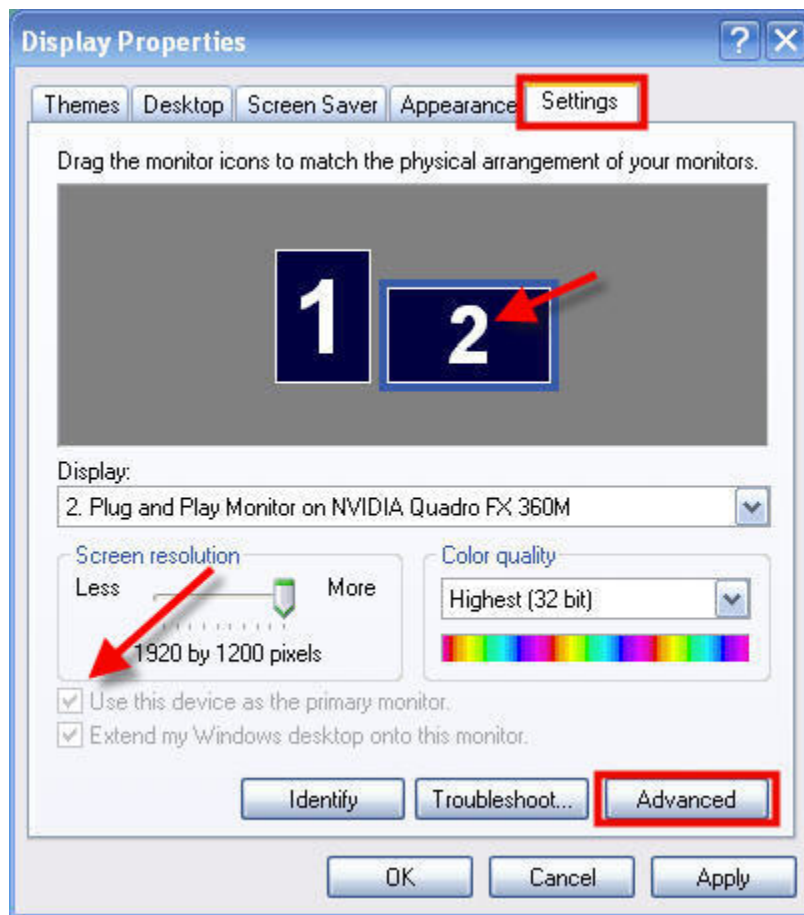 Display Properties
Themes Desktop Screen Saver Appearance Settings
Drag the monitor icons to match the physical arrangement of your monitors.
1 2
Display:
2. Plug and Play Monitor on NVIDIA Quadro FX 360M
Screen resolution Color quality
Less More
Highest (32 bit)
1920 by 1200 pixels
Use this device as the primary monitor.
Extend my Windows desktop onto this monitor.
Identify Troubleshoot... Advanced
OK Cancel Apply